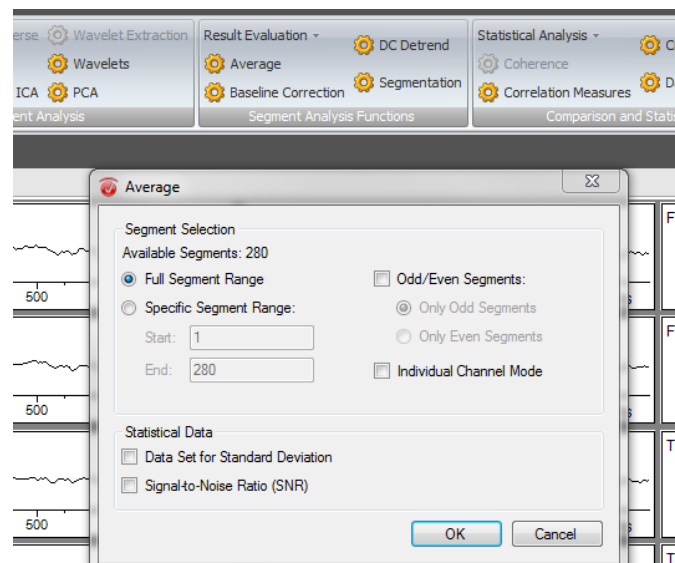 erse Wavelet Extraction
Wavelets
ICA PCA
ent Analysis
Result Evaluation
Average
Baseline Correction
DC Detrend
Segmentation
Segment Analysis Functions
Statistical Analysis
Coherence
Correlation Measures
C
D
Comparison and Statis
Average
Segment Selection
Available Segments: 280
Full Segment Range
Specific Segment Range:
Start: 1
End: 280
Odd/Even Segments:
Only Odd Segments
Only Even Segments
Individual Channel Mode
Statistical Data
Data Set for Standard Deviation
Signal-to-Noise Ratio (SNR)
OK Cancel
500
500
500
F
F
T
T